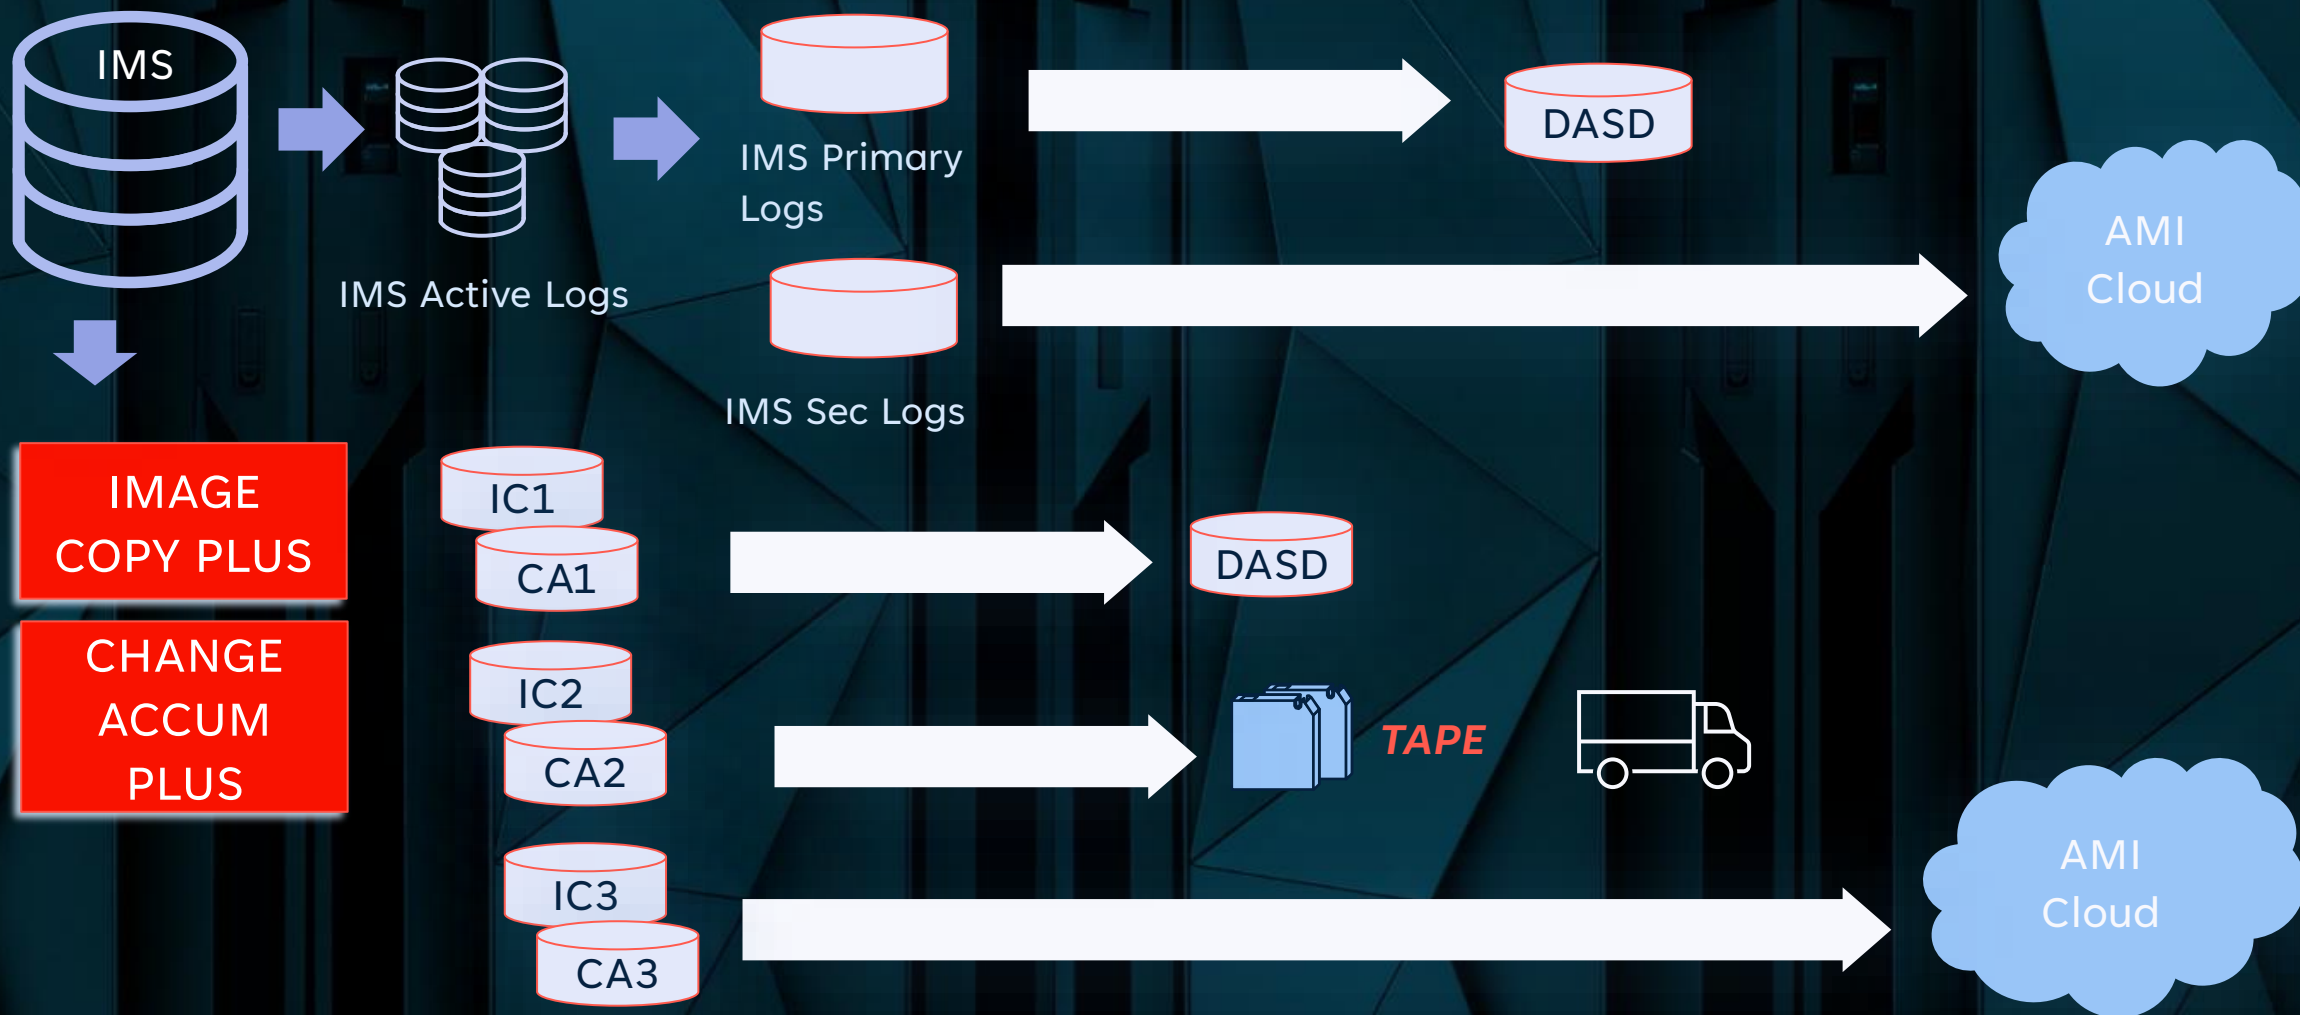 IMS
IMS Active Logs
IMS Primary
Logs
DASD
AMI
Cloud
IMS Sec Logs
IMAGE
COPY PLUS
CHANGE
ACCUM
PLUS
IC1
CA1
DASD
IC2
CA2
TAPE
IC3
CA3
AMI
Cloud